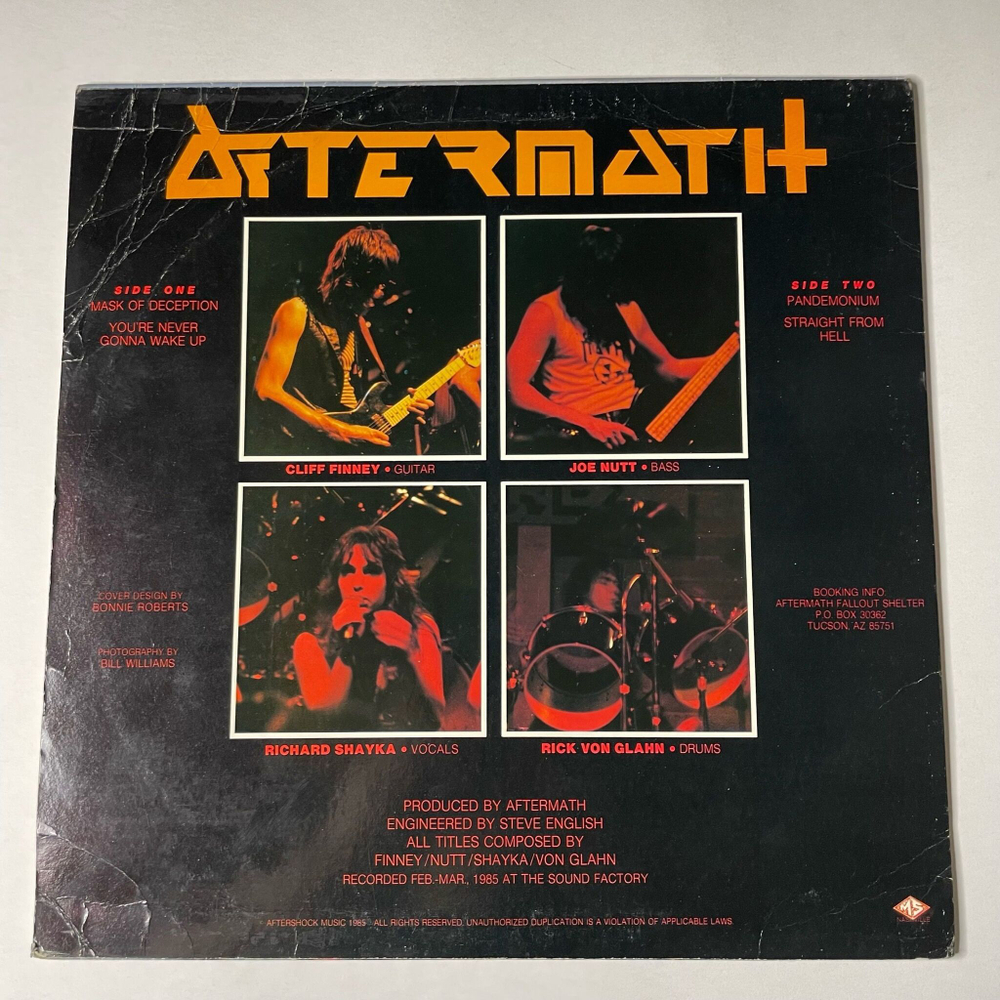 AFTERMATH
SIDE ONE
MASK OF DECEPTION
YOU'RE NEVER
GONNA WAKE UP
SIDE TWO
PANDEMONIUM
STRAIGHT FROM
HELL
CLIFF FINNEY • GUITAR
JOE NUTT • BASS
COVER DESIGN BY
BONNIE ROBERTS
PHOTOGRAPHY BY
BILL WILLIAMS
BOOKING INFO.
AFTERMATH FALLOUT SHELTER
P.O. BOX 30362
TUCSON, AZ 85751
RICHARD SHAYKA • VOCALS
RICK VON GLAHN • DRUMS
PRODUCED BY AFTERMATH
ENGINEERED BY STEVE ENGLISH
ALL TITLES COMPOSED BY
FINNEY/NUTT/SHAYKA/VON GLAHN
RECORDED FEB.-MAR., 1985 AT THE SOUND FACTORY
AFTERSHOCK MUSIC 1985 ALL RIGHTS RESERVED. UNAUTHORIZED DUPLICATION IS A VIOLATION OF APPLICABLE LAWS.
MS